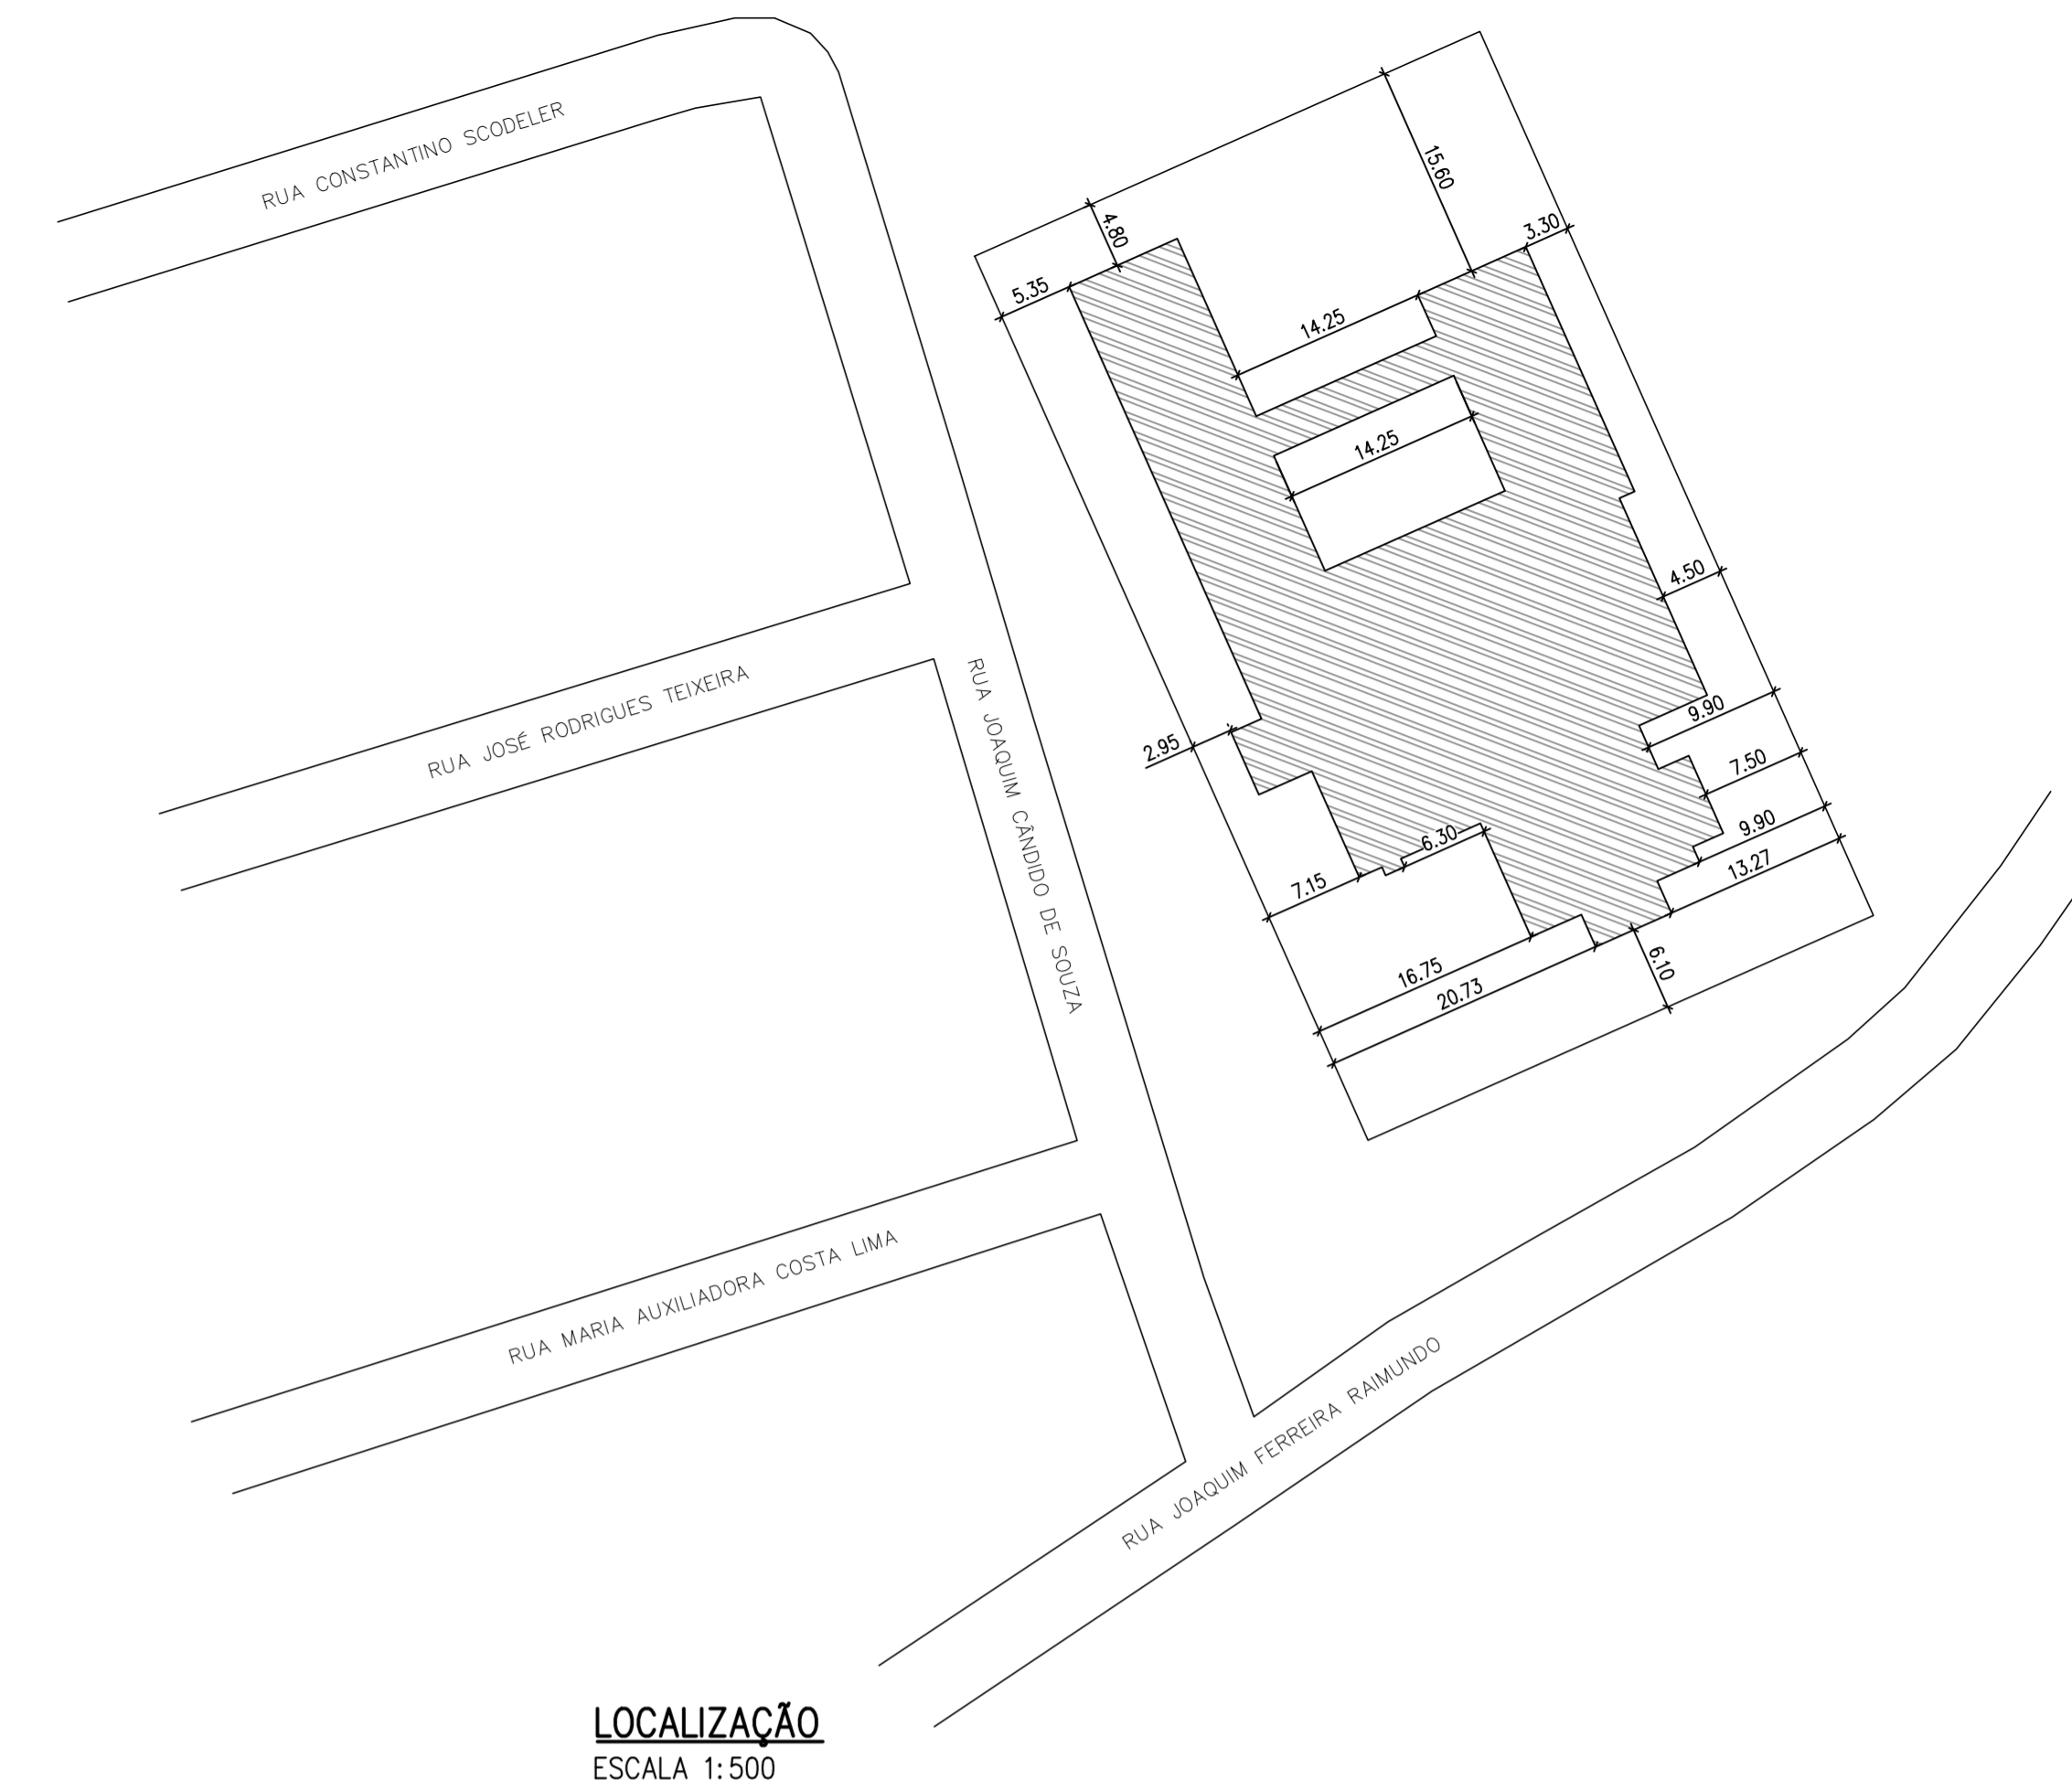 RUA CONSTANTINO SCODELER
15.60
4.80
3.30
5.35
14.25
14.25
4.50
RUA JOSÉ RODRIGUES TEIXEIRA
RUA JOAQUIM CÂNDIDO DE SOUZA
2.95
9.90
7.50
6.30
9.90
13.27
7.15
16.75
20.73
6.10
RUA MARIA AUXILIADORA COSTA LIMA
RUA JOAQUIM FERREIRA RAIMUNDO
LOCALIZAÇÃO
ESCALA 1:500